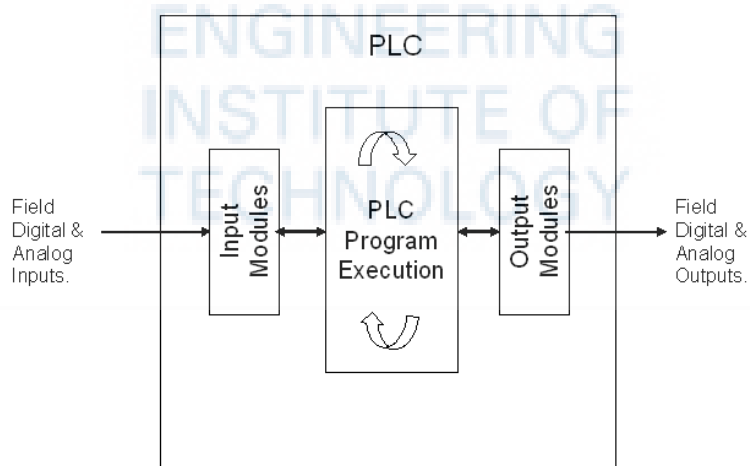 ENGINEERING
INSTITUTE OF
TECHNOLOGY
PLC
Field
Digital &
Analog
Inputs.
Input
Modules
PLC
Program
Execution
Output
Modules
Field
Digital &
Analog
Outputs.